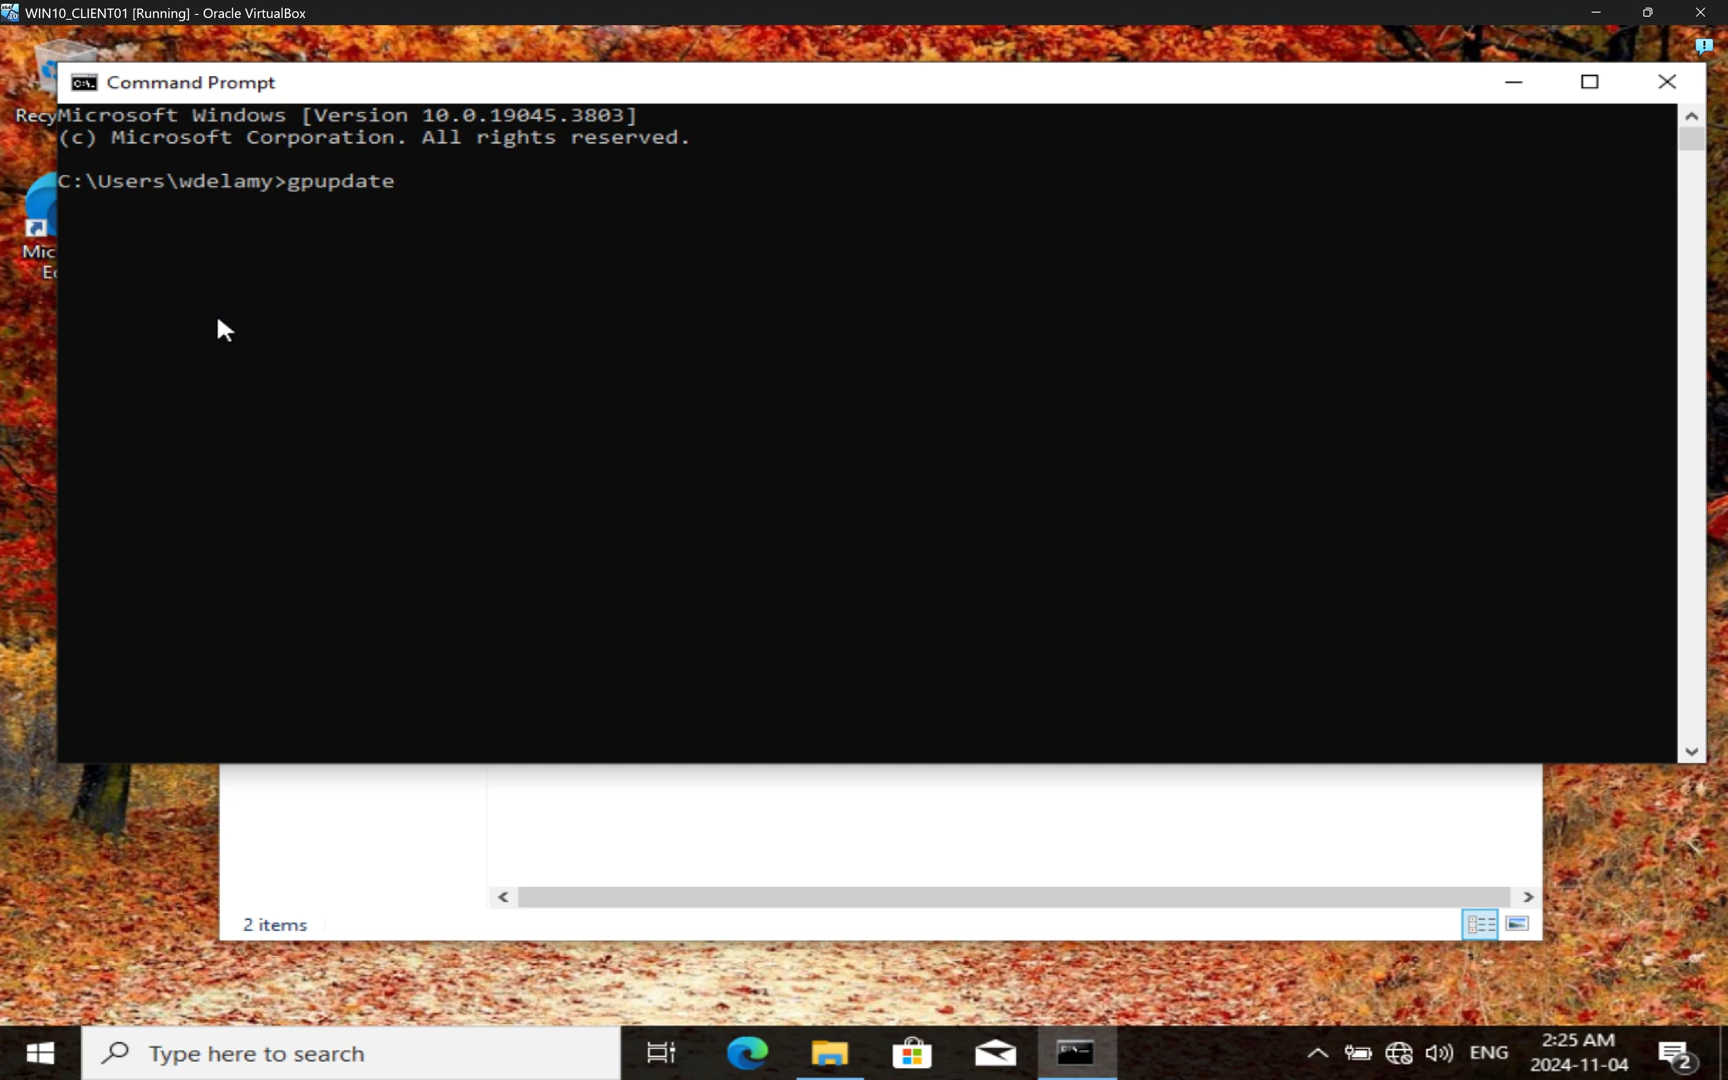 WIN10_CLIENT01 [Running] - Oracle VirtualBox
Command Prompt
Recy
Microsoft Windows [Version 10.0.19045.3803]
(c) Microsoft Corporation. All rights reserved.
C:\Users\wdelamy>gpupdate
Mic
2 items
Type here to search
ENG
2:25 AM
2024-11-04
2